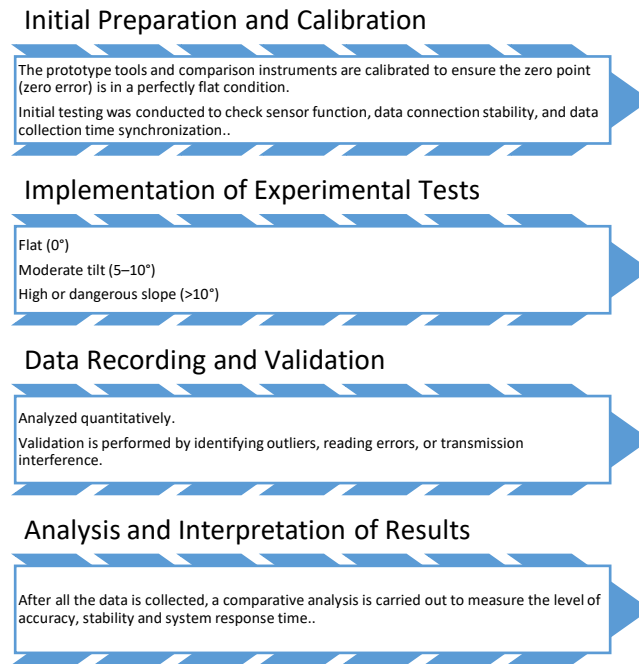 Initial Preparation and Calibration
The prototype tools and comparison instruments are calibrated to ensure the zero point
(zero error) is in a perfectly flat condition.
Initial testing was conducted to check sensor function, data connection stability, and data
collection time synchronization..
Implementation of Experimental Tests
Flat (0°)
Moderate tilt (5–10°)
High or dangerous slope (>10°)
Data Recording and Validation
Analyzed quantitatively.
Validation is performed by identifying outliers, reading errors, or transmission
interference.
Analysis and Interpretation of Results
After all the data is collected, a comparative analysis is carried out to measure the level of
accuracy, stability and system response time..